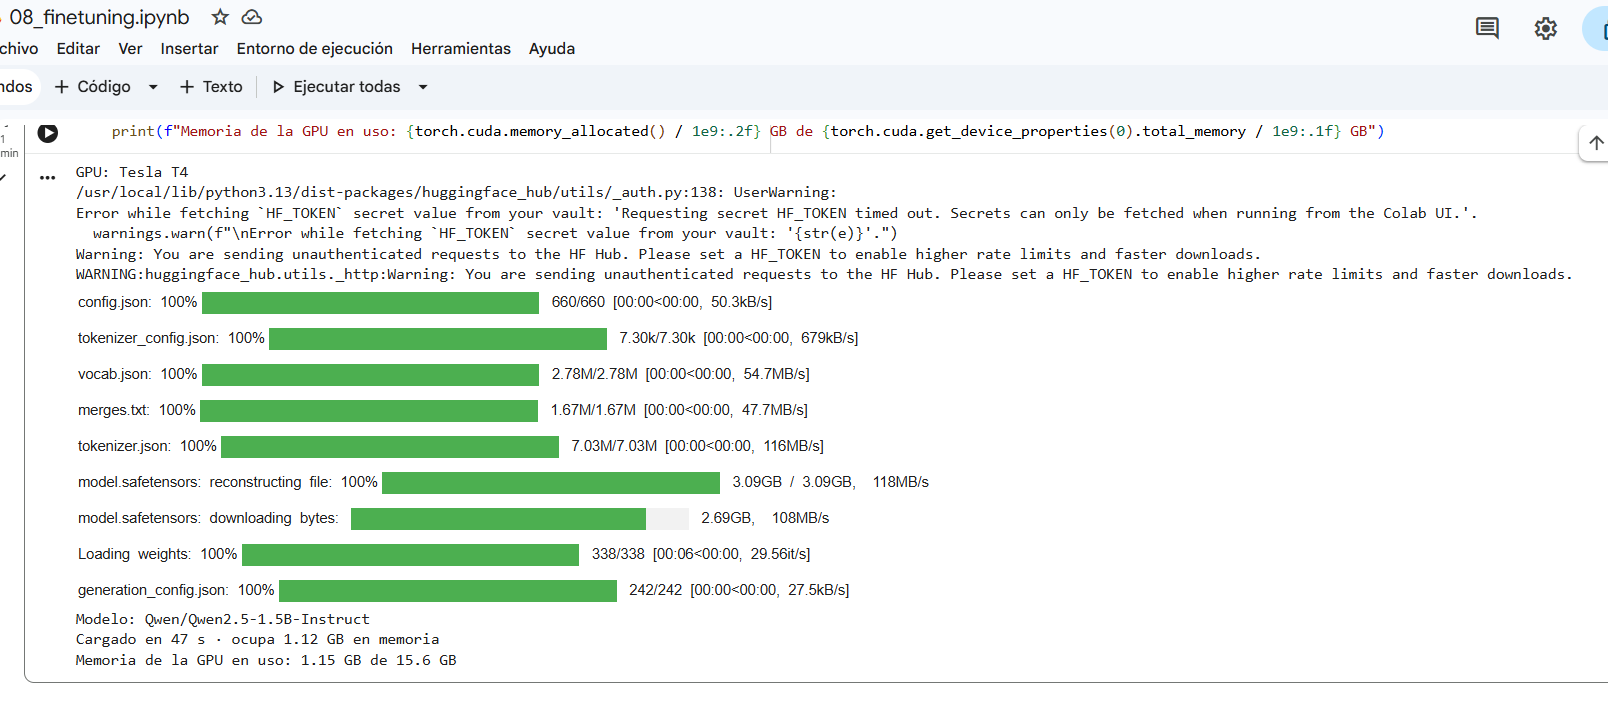 08_finetuning.ipynb
chivo Editar Ver Insertar Entorno de ejecución Herramientas Ayuda
ndos + Código + Texto Ejecutar todas
1
min
print(f"Memoria de la GPU en uso: {torch.cuda.memory_allocated() / 1e9:.2f} GB de {torch.cuda.get_device_properties(0).total_memory / 1e9:.1f} GB")
GPU: Tesla T4
/usr/local/lib/python3.13/dist-packages/huggingface_hub/utils/_auth.py:138: UserWarning:
Error while fetching `HF_TOKEN` secret value from your vault: 'Requesting secret HF_TOKEN timed out. Secrets can only be fetched when running from the Colab UI.'.
warnings.warn(f"\nError while fetching `HF_TOKEN` secret value from your vault: '{str(e)}'.")
Warning: You are sending unauthenticated requests to the HF Hub. Please set a HF_TOKEN to enable higher rate limits and faster downloads.
WARNING:huggingface_hub.utils._http:Warning: You are sending unauthenticated requests to the HF Hub. Please set a HF_TOKEN to enable higher rate limits and faster downloads.
config.json: 100% 660/660 [00:00<00:00, 50.3kB/s]
tokenizer_config.json: 100% 7.30k/7.30k [00:00<00:00, 679kB/s]
vocab.json: 100% 2.78M/2.78M [00:00<00:00, 54.7MB/s]
merges.txt: 100% 1.67M/1.67M [00:00<00:00, 47.7MB/s]
tokenizer.json: 100% 7.03M/7.03M [00:00<00:00, 116MB/s]
model.safetensors: reconstructing file: 100% 3.09GB / 3.09GB, 118MB/s
model.safetensors: downloading bytes: 2.69GB, 108MB/s
Loading weights: 100% 338/338 [00:06<00:00, 29.56it/s]
generation_config.json: 100% 242/242 [00:00<00:00, 27.5kB/s]
Modelo: Qwen/Qwen2.5-1.5B-Instruct
Cargado en 47 s · ocupa 1.12 GB en memoria
Memoria de la GPU en uso: 1.15 GB de 15.6 GB